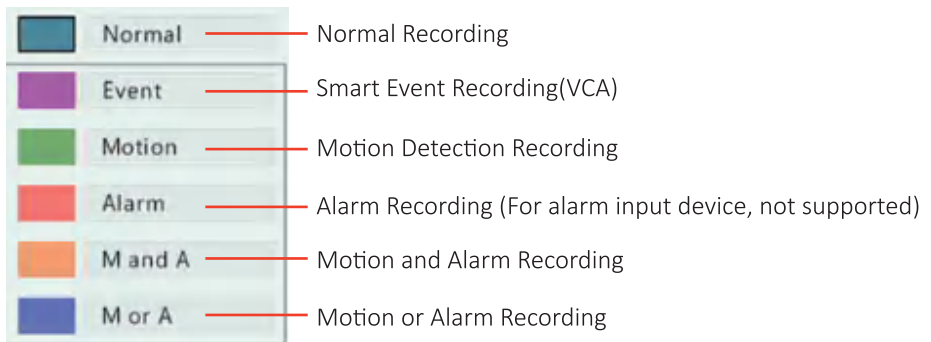 Normal Normal Recording
Event Smart Event Recording(VCA)
Motion Motion Detection Recording
Alarm Alarm Recording (For alarm input device, not supported)
M and A Motion and Alarm Recording
M or A Motion or Alarm Recording